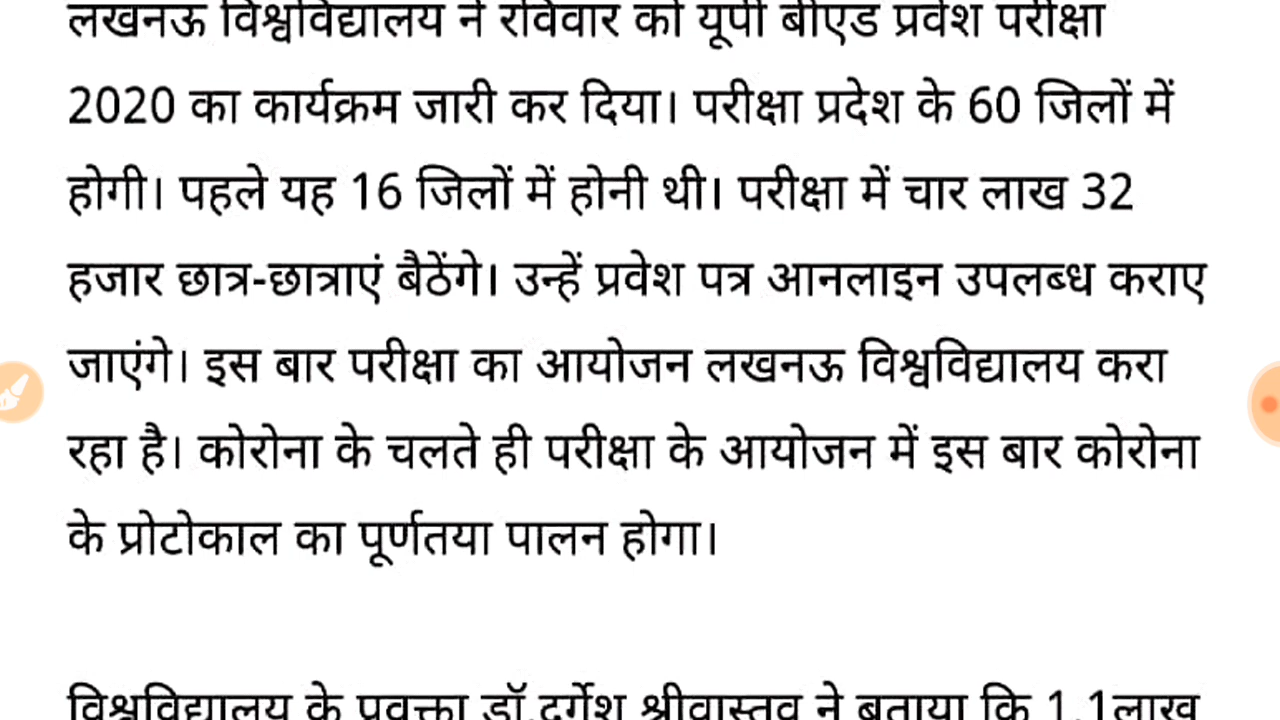 लखनऊ विश्वविद्यालय ने रविवार को यूपी बीएड प्रवेश परीक्षा
2020 का कार्यक्रम जारी कर दिया। परीक्षा प्रदेश के 60 जिलों में
होगी। पहले यह 16 जिलों में होनी थी। परीक्षा में चार लाख 32
हजार छात्र-छात्राएं बैठेंगे। उन्हें प्रवेश पत्र आनलाइन उपलब्ध कराए
जाएंगे। इस बार परीक्षा का आयोजन लखनऊ विश्वविद्यालय करा
रहा है। कोरोना के चलते ही परीक्षा के आयोजन में इस बार कोरोना
के प्रोटोकाल का पूर्णतया पालन होगा।
विश्वविद्यालय के प्रवक्ता डॉ.दुर्गेश श्रीवास्तव ने बताया कि 1.1लाख